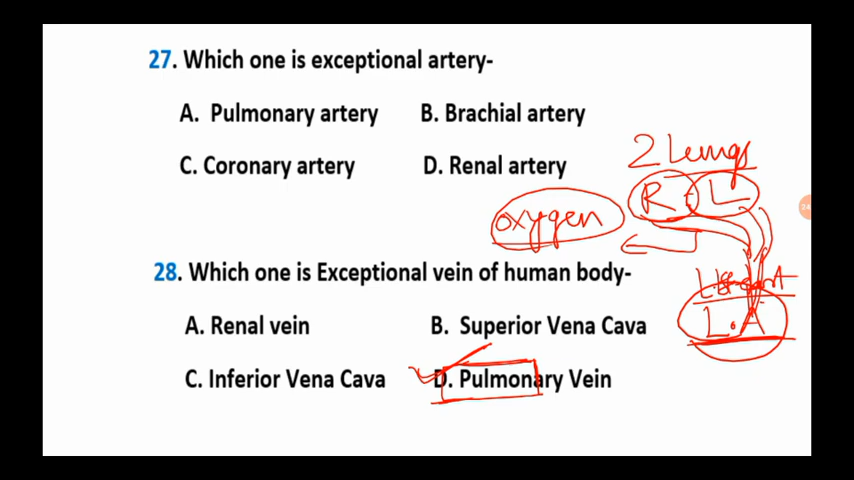 27. Which one is exceptional artery-
A. Pulmonary artery B. Brachial artery
C. Coronary artery D. Renal artery
2 Lungs
R L
oxygen
28. Which one is Exceptional vein of human body-
A. Renal vein B. Superior Vena Cava
L.A
C. Inferior Vena Cava D. Pulmonary Vein